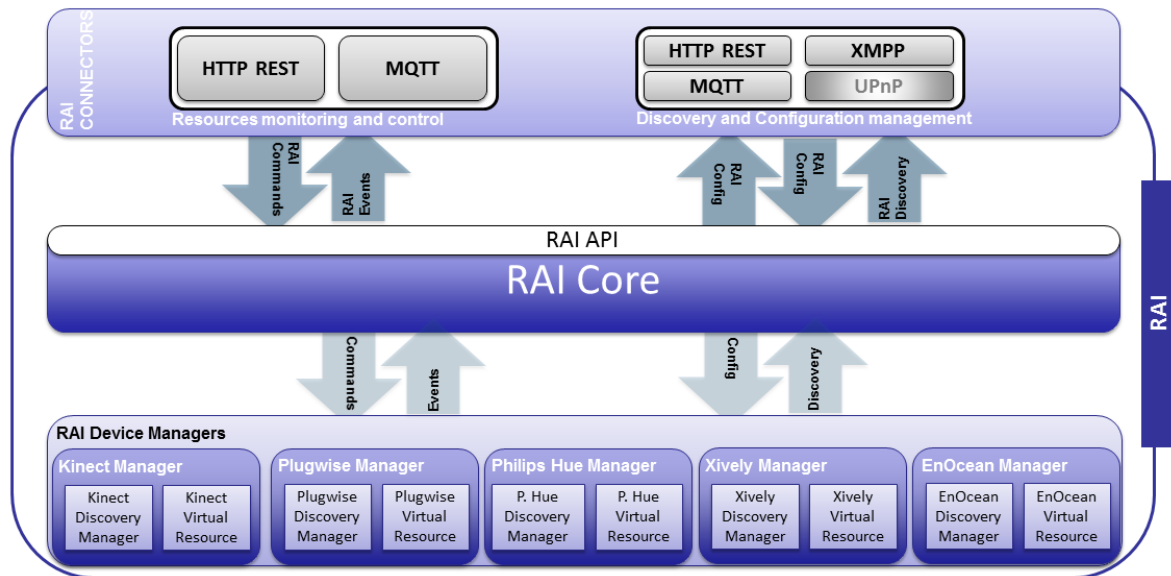 RAI
CONNECTORS
HTTP REST
MQTT
Resources monitoring and control
HTTP REST
XMPP
MQTT
UPnP
Discovery and Configuration management
RAI
Commands
RAI
Events
RAI
Config
RAI
Config
RAI
Discovery
RAI API
RAI Core
RAI
Commands
Events
Config
Discovery
RAI Device Managers
Kinect Manager
Kinect
Discovery
Manager
Kinect
Virtual
Resource
Plugwise Manager
Plugwise
Discovery
Manager
Plugwise
Virtual
Resource
Philips Hue Manager
P. Hue
Discovery
Manager
P. Hue
Virtual
Resource
Xively Manager
Xively
Discovery
Manager
Xively
Virtual
Resource
EnOcean Manager
EnOcean
Discovery
Manager
EnOcean
Virtual
Resource